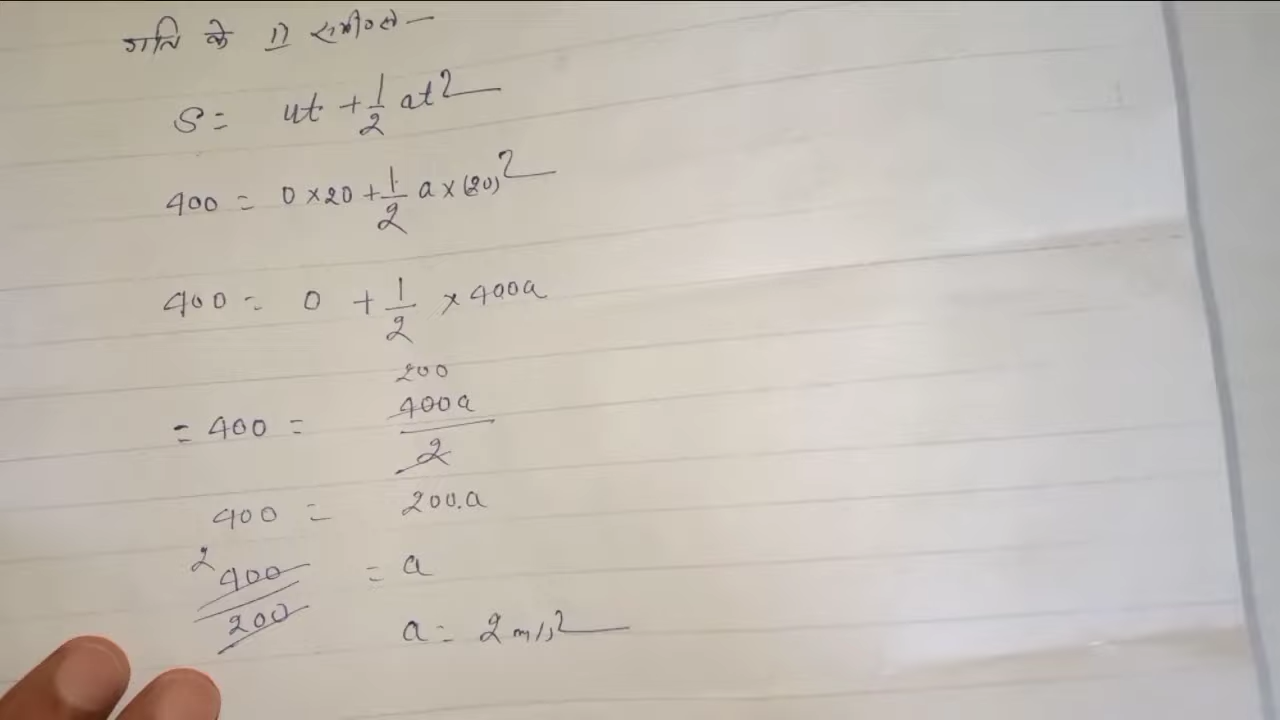 गति के II समी० से —
S = ut + 1/2 at²
400 = 0 × 20 + 1/2 a × (20)²
400 = 0 + 1/2 × 400a
200
= 400 = 400a/2
400 = 200.a
2
400/200 = a
a = 2 m/s²